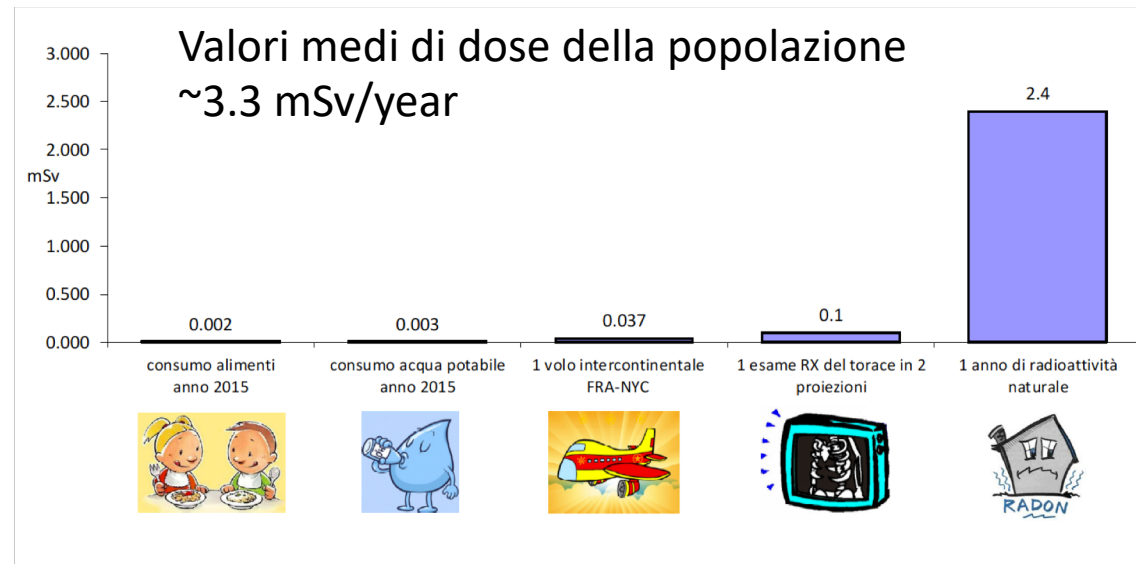 Valori medi di dose della popolazione
~3.3 mSv/year
3.000
2.500
2.000
mSv
1.500
1.000
0.500
0.000
0.002
0.003
0.037
0.1
2.4
consumo alimenti
anno 2015
consumo acqua potabile
anno 2015
1 volo intercontinentale
FRA-NYC
1 esame RX del torace in 2
proiezioni
1 anno di radioattività
naturale
RADON